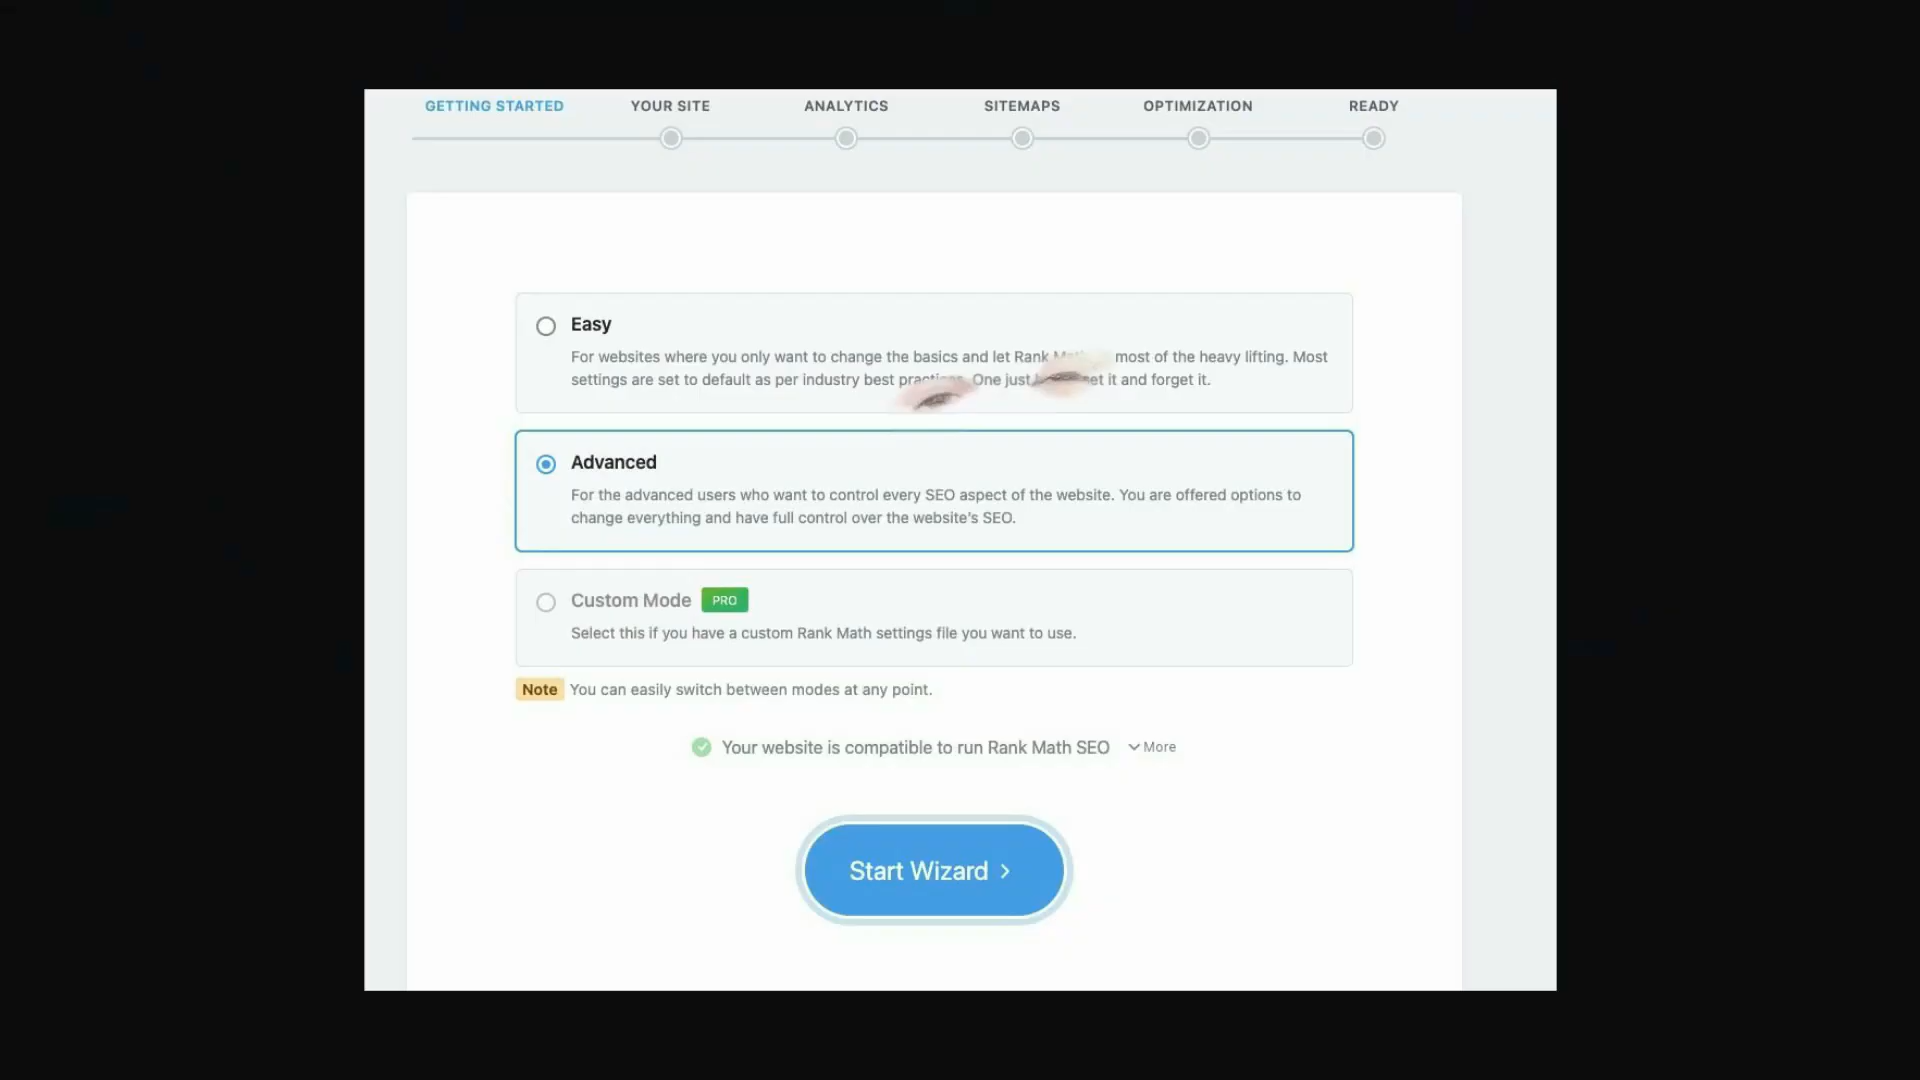 GETTING STARTED YOUR SITE ANALYTICS SITEMAPS OPTIMIZATION READY
Easy
For websites where you only want to change the basics and let Rank most of the heavy lifting. Most
settings are set to default as per industry best One just it and forget it.
Advanced
For the advanced users who want to control every SEO aspect of the website. You are offered options to
change everything and have full control over the website's SEO.
Custom Mode PRO
Select this if you have a custom Rank Math settings file you want to use.
Note You can easily switch between modes at any point.
Your website is compatible to run Rank Math SEO More
Start Wizard